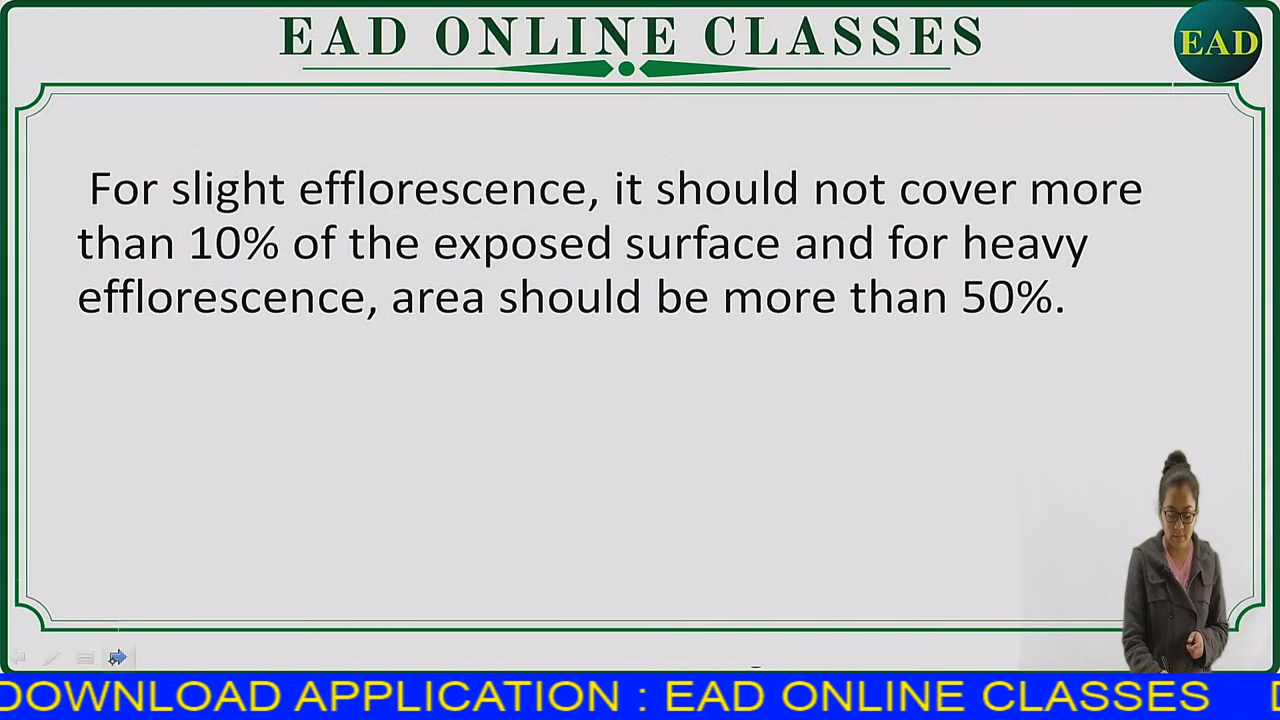 EAD ONLINE CLASSES
EAD
For slight efflorescence, it should not cover more
than 10% of the exposed surface and for heavy
efflorescence, area should be more than 50%.
DOWNLOAD APPLICATION : EAD ONLINE CLASSES